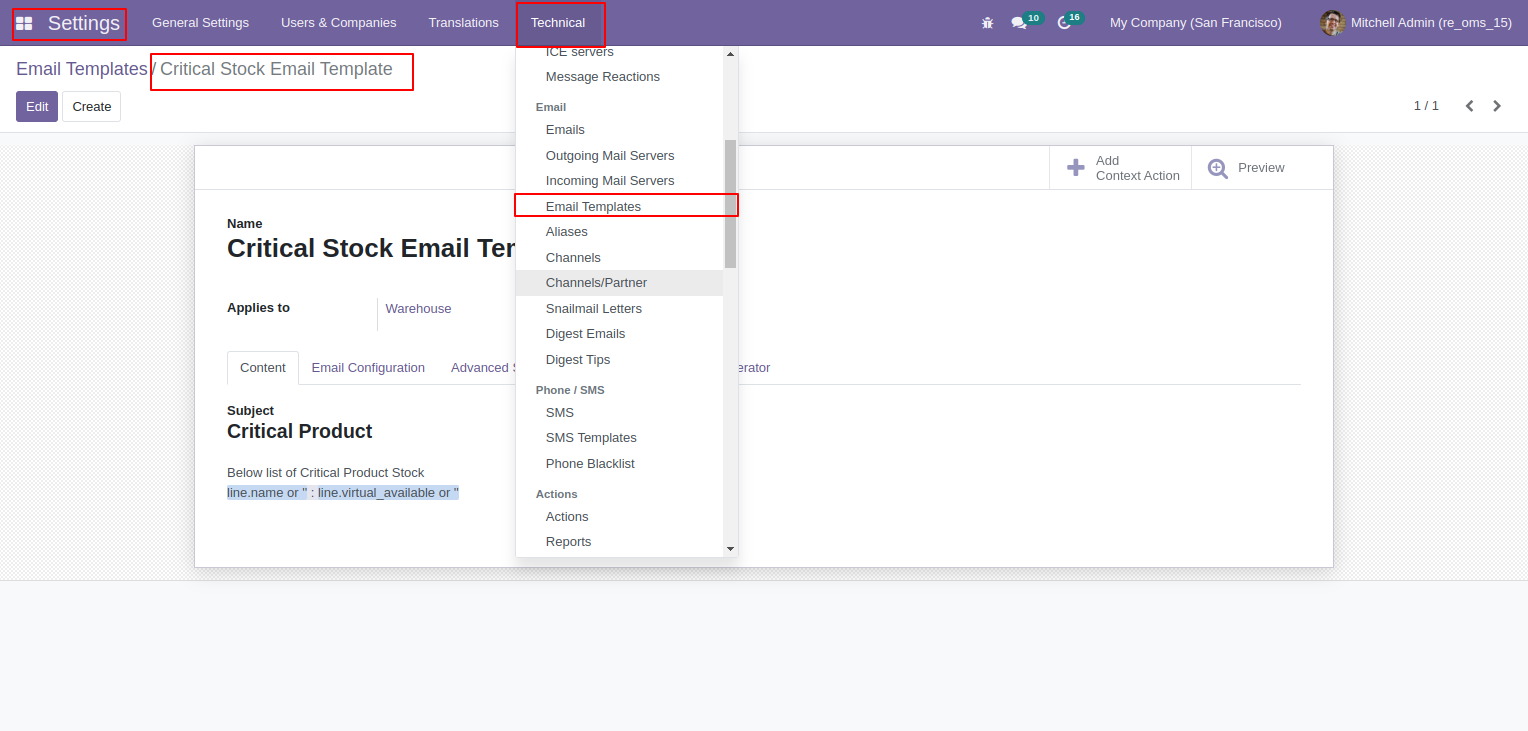 Settings General Settings Users & Companies Translations Technical 10 16 My Company (San Francisco) Mitchell Admin (re_oms_15)
Email Templates / Critical Stock Email Template
Edit Create
1 / 1
ICE servers
Message Reactions
Email
Emails
Outgoing Mail Servers
Incoming Mail Servers
Email Templates
Aliases
Channels
Channels/Partner
Snailmail Letters
Digest Emails
Digest Tips
Phone / SMS
SMS
SMS Templates
Phone Blacklist
Actions
Actions
Reports
Add
Context Action
Preview
Name
Critical Stock Email Ter
Applies to Warehouse
Content Email Configuration Advanced erator
Subject
Critical Product
Below list of Critical Product Stock
line.name or '' : line.virtual_available or ''